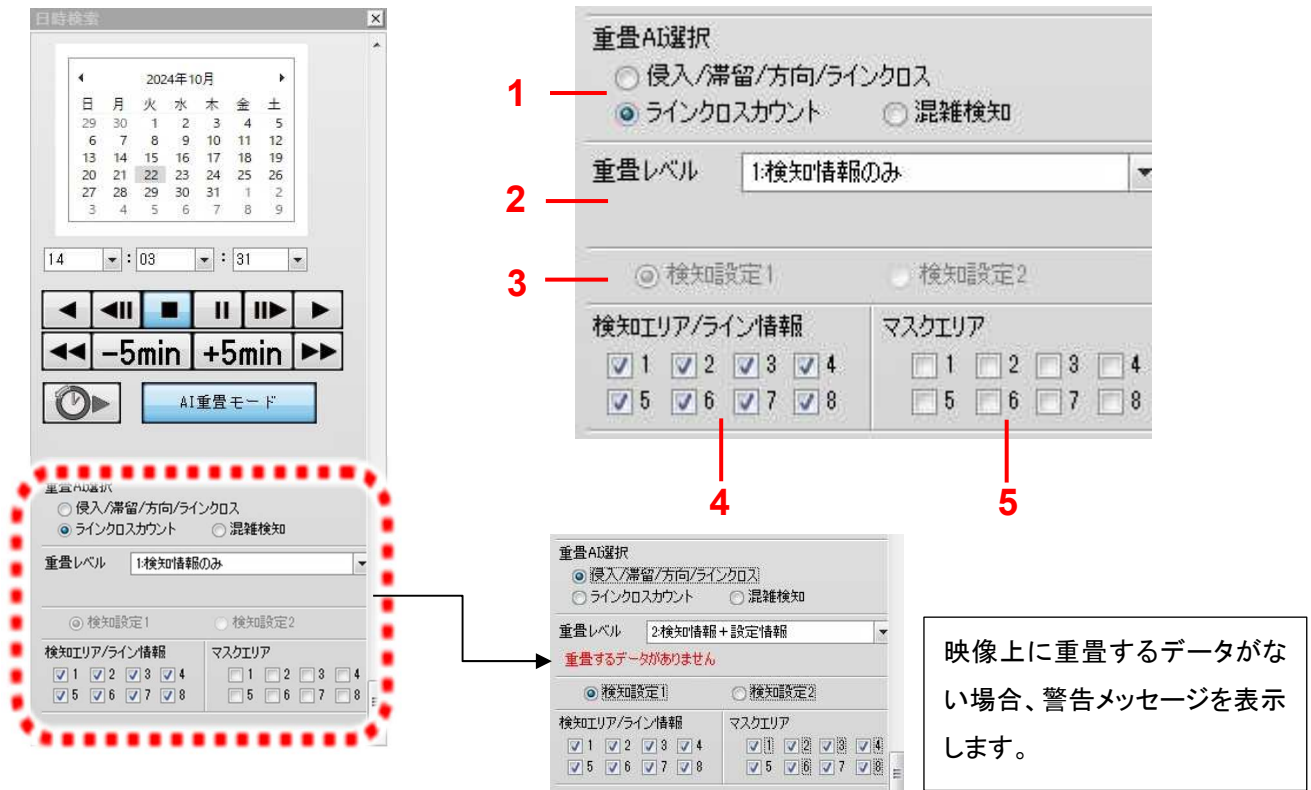 日時検索
2024年10月
日 月 火 水 木 金 土
29 30 1 2 3 4 5
6 7 8 9 10 11 12
13 14 15 16 17 18 19
20 21 22 23 24 25 26
27 28 29 30 31 1 2
3 4 5 6 7 8 9
14 : 03 : 31
-5min +5min
AI重畳モード
重畳AI選択
侵入/滞留/方向/ラインクロス
ラインクロスカウント 混雑検知
重畳レベル 1:検知情報のみ
検知設定1 検知設定2
検知エリア/ライン情報 マスクエリア
1 2 3 4 1 2 3 4
5 6 7 8 5 6 7 8
重畳AI選択
1 侵入/滞留/方向/ラインクロス
ラインクロスカウント 混雑検知
重畳レベル 1:検知情報のみ
2
3 検知設定1 検知設定2
検知エリア/ライン情報 マスクエリア
1 2 3 4 1 2 3 4
5 6 7 8 5 6 7 8
4 5
重畳AI選択
侵入/滞留/方向/ラインクロス
ラインクロスカウント 混雑検知
重畳レベル 2:検知情報+設定情報
重畳するデータがありません
検知設定1 検知設定2
検知エリア/ライン情報 マスクエリア
1 2 3 4 1 2 3 4
5 6 7 8 5 6 7 8
映像上に重畳するデータがな
い場合、警告メッセージを表示
します。